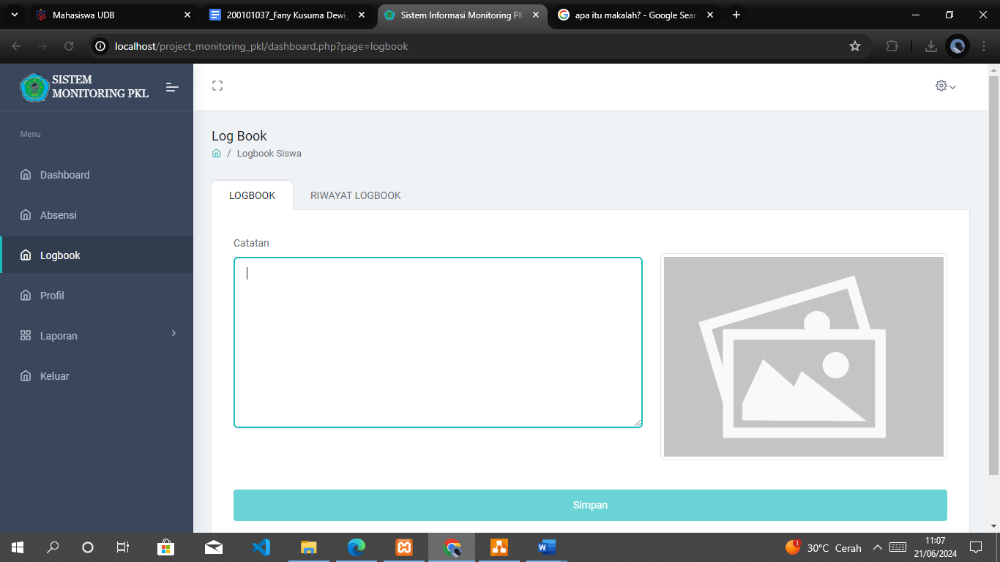 Mahasiswa UDB
200101037_Fany Kusuma Dewi_
Sistem Informasi Monitoring PK
apa itu makalah? - Google Sear
localhost/project_monitoring_pkl/dashboard.php?page=logbook
SISTEM
MONITORING PKL
Menu
Dashboard
Absensi
Logbook
Profil
Laporan
Keluar
Log Book
/ Logbook Siswa
LOGBOOK
RIWAYAT LOGBOOK
Catatan
Simpan
1
30°C Cerah
11:07
21/06/2024